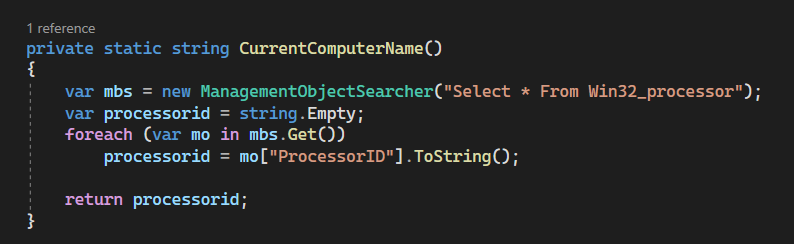 1 reference
private static string CurrentComputerName()
{
    var mbs = new ManagementObjectSearcher("Select * From Win32_processor");
    var processorid = string.Empty;
    foreach (var mo in mbs.Get())
        processorid = mo["ProcessorID"].ToString();

    return processorid;
}